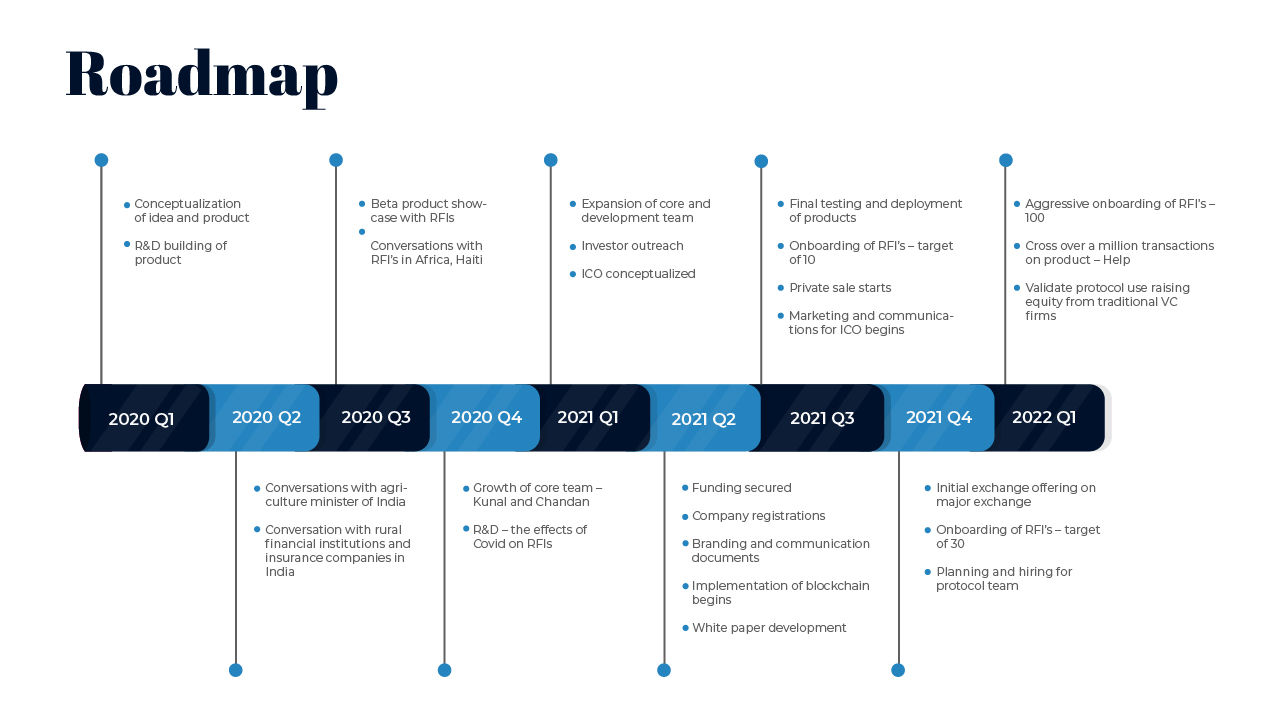 Roadmap
Conceptualization
of idea and product
R&D building of
product
Beta product show-
case with RFIs
Conversations with
RFI's in Africa, Haiti
Expansion of core and
development team
Investor outreach
ICO conceptualized
Final testing and deployment
of products
Onboarding of RFI's – target
of 10
Private sale starts
Marketing and communica-
tions for ICO begins
Aggressive onboarding of RFI's –
100
Cross over a million transactions
on product – Help
Validate protocol use raising
equity from traditional VC
firms
2020 Q1
2020 Q2
2020 Q3
2020 Q4
2021 Q1
2021 Q2
2021 Q3
2021 Q4
2022 Q1
Conversations with agri-
culture minister of India
Conversation with rural
financial institutions and
insurance companies in
India
Growth of core team –
Kunal and Chandan
R&D – the effects of
Covid on RFIs
Funding secured
Company registrations
Branding and communication
documents
Implementation of blockchain
begins
White paper development
Initial exchange offering on
major exchange
Onboarding of RFI's – target
of 30
Planning and hiring for
protocol team